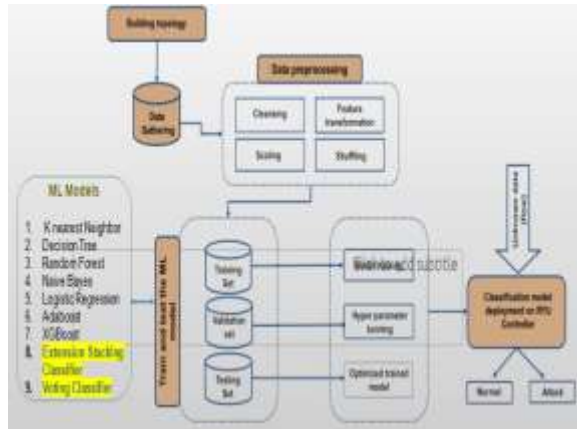 Building topology
Data preprocessing
Data
Gathering
Cleansing
Feature
transformation
Scaling
Shuffling
ML Models
1. K nearest Neighbor
2. Decision Tree
3. Random Forest
4. Naive Bayes
5. Logistic Regression
6. Adaboost
7. XGBoost
8. Extension Stacking
Classifier
9. Voting Classifier
Train and test the ML
model
Training
Set
Validation
set
Testing
Set
subtitle
Hyper parameter
tunning
Optimized trained
model
Unknown data
(flow)
Classification model
deployment on RYU
Controller
Normal
Attack